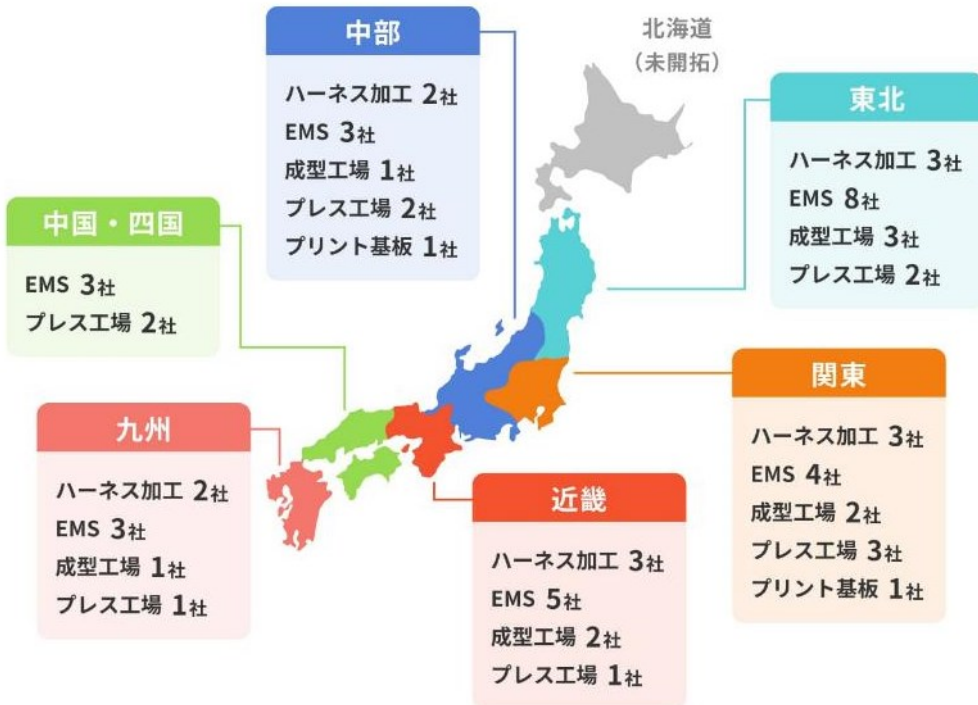 中部
ハーネス加工 2社
EMS 3社
成型工場 1社
プレス工場 2社
プリント基板 1社
北海道
（未開拓）
東北
ハーネス加工 3社
EMS 8社
成型工場 3社
プレス工場 2社
中国・四国
EMS 3社
プレス工場 2社
関東
ハーネス加工 3社
EMS 4社
成型工場 2社
プレス工場 3社
プリント基板 1社
九州
ハーネス加工 2社
EMS 3社
成型工場 1社
プレス工場 1社
近畿
ハーネス加工 3社
EMS 5社
成型工場 2社
プレス工場 1社